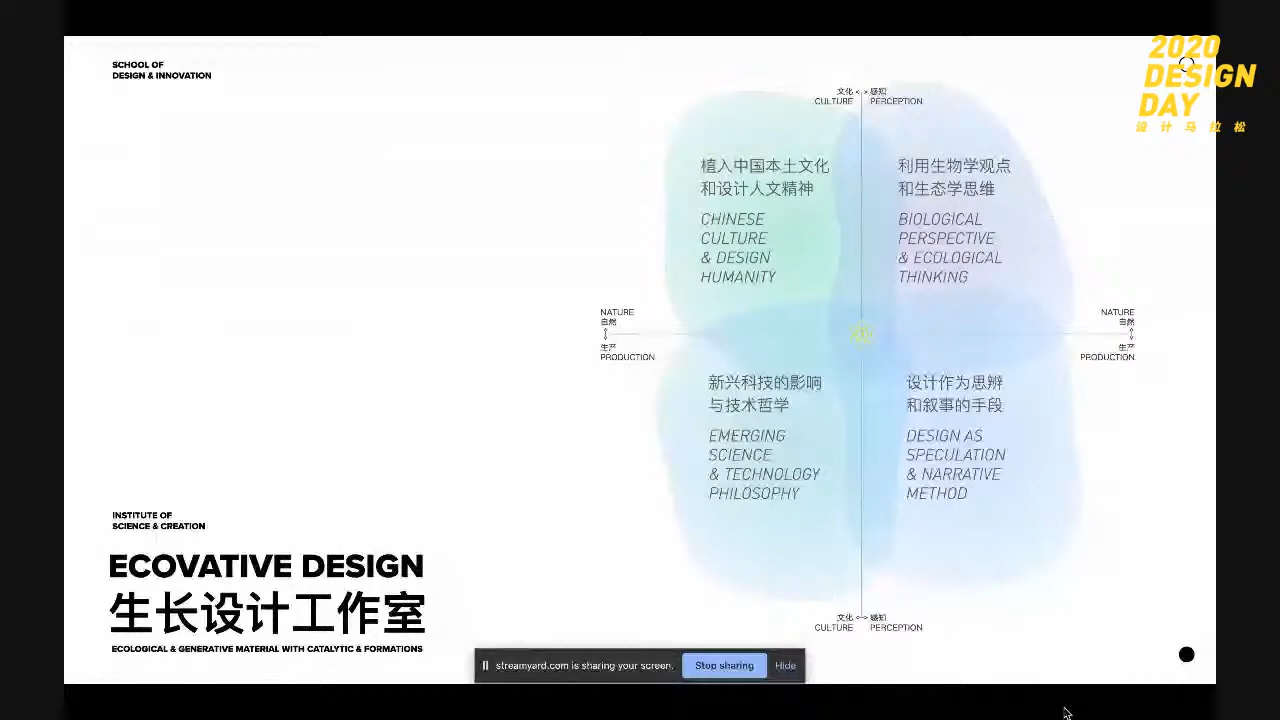 SCHOOL OF
DESIGN & INNOVATION
2020
DESIGN
DAY
设计马拉松
文化 <-> 感知
CULTURE PERCEPTION
植入中国本土文化
和设计人文精神
CHINESE
CULTURE
& DESIGN
HUMANITY
利用生物学观点
和生态学思维
BIOLOGICAL
PERSPECTIVE
& ECOLOGICAL
THINKING
NATURE
自然
生产
PRODUCTION
NATURE
自然
生产
PRODUCTION
新兴科技的影响
与技术哲学
EMERGING
SCIENCE
& TECHNOLOGY
PHILOSOPHY
设计作为思辨
和叙事的手段
DESIGN AS
SPECULATION
& NARRATIVE
METHOD
文化 <-> 感知
CULTURE PERCEPTION
INSTITUTE OF
SCIENCE & CREATION
ECOVATIVE DESIGN
生长设计工作室
ECOLOGICAL & GENERATIVE MATERIAL WITH CATALYTIC & FORMATIONS
streamyard.com is sharing your screen. Stop sharing Hide